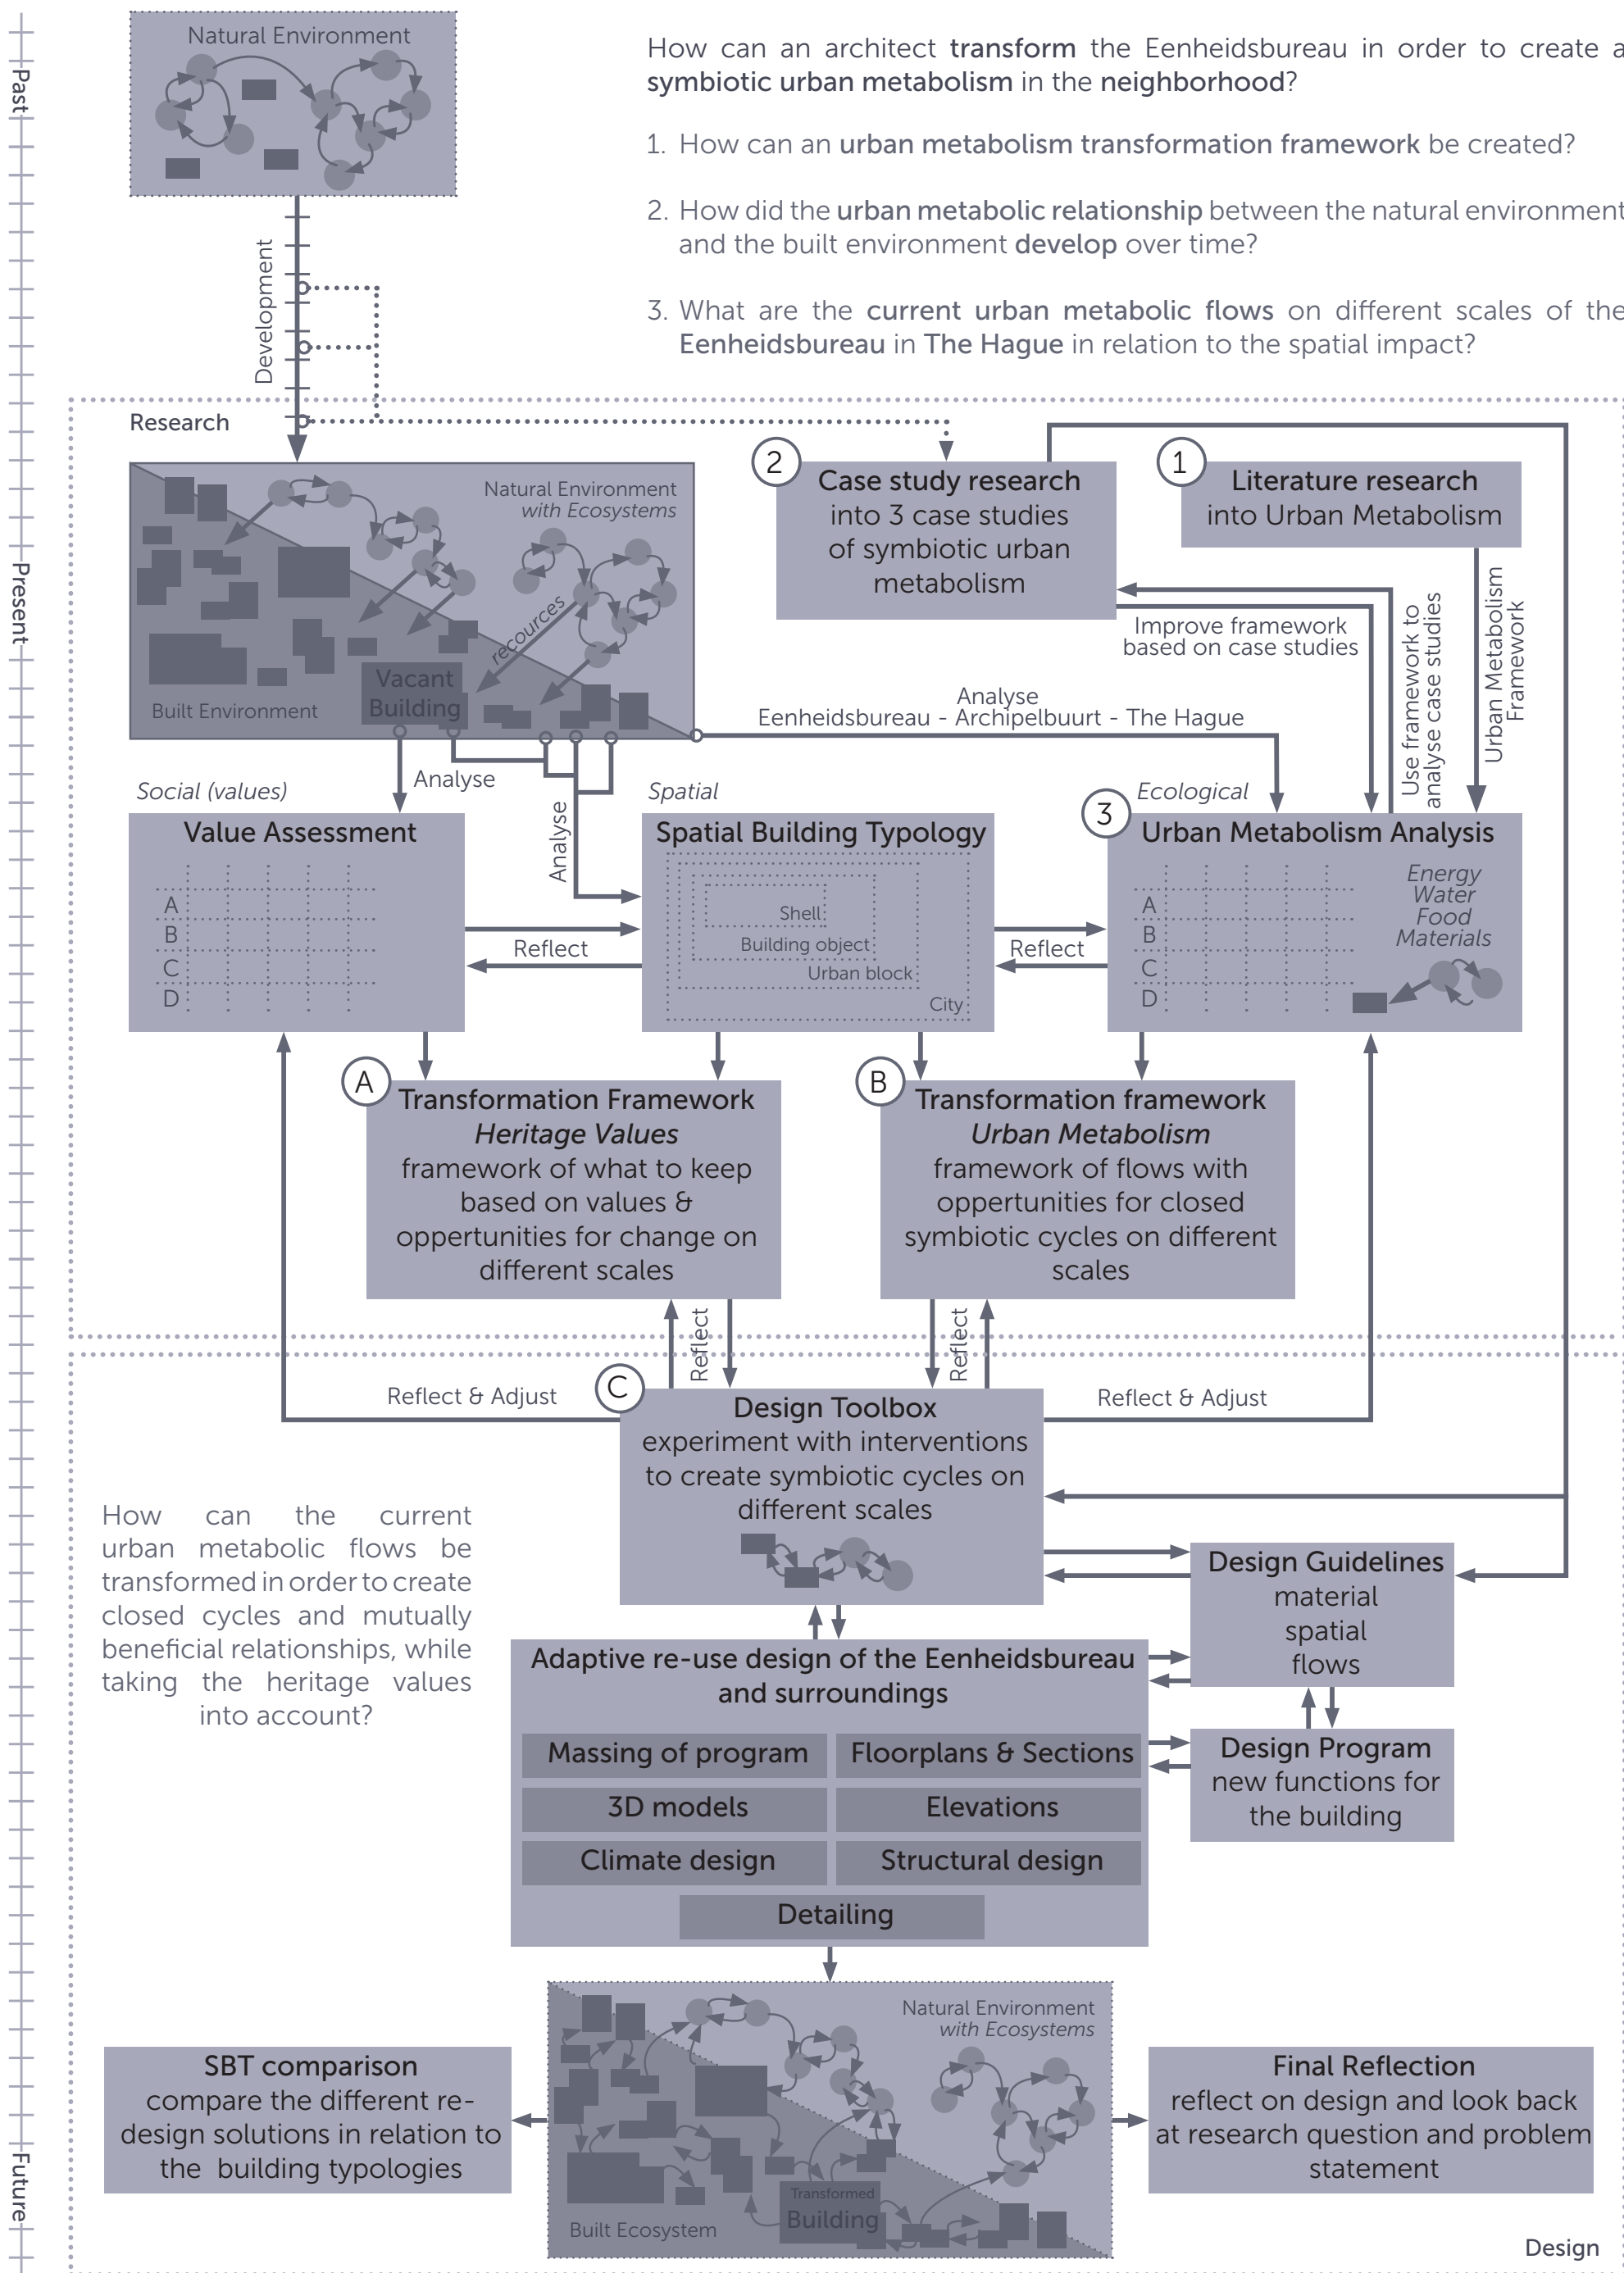 Past
Present
Future
Natural Environment
How can an architect transform the Eenheidsbureau in order to create a
symbiotic urban metabolism in the neighborhood?
1. How can an urban metabolism transformation framework be created?
2. How did the urban metabolic relationship between the natural environment
and the built environment develop over time?
3. What are the current urban metabolic flows on different scales of the
Eenheidsbureau in The Hague in relation to the spatial impact?
Development
Research
Natural Environment
with Ecosystems
recources
Vacant
Building
Built Environment
2
Case study research
into 3 case studies
of symbiotic urban
metabolism
1
Literature research
into Urban Metabolism
Improve framework
based on case studies
Use framework to
analyse case studies
Urban Metabolism
Framework
Analyse
Eenheidsbureau - Archipelbuurt - The Hague
Analyse
Analyse
Social (values)
Value Assessment
A
B
C
D
Reflect
Spatial
Spatial Building Typology
Shell
Building object
Urban block
City
Reflect
3
Ecological
Urban Metabolism Analysis
A
B
C
D
Energy
Water
Food
Materials
A
Transformation Framework
Heritage Values
framework of what to keep
based on values &
oppertunities for change on
different scales
B
Transformation framework
Urban Metabolism
framework of flows with
oppertunities for closed
symbiotic cycles on different
scales
Reflect
Reflect
Reflect & Adjust
Reflect & Adjust
C
Design Toolbox
experiment with interventions
to create symbiotic cycles on
different scales
How can the current
urban metabolic flows be
transformed in order to create
closed cycles and mutually
beneficial relationships, while
taking the heritage values
into account?
Design Guidelines
material
spatial
flows
Adaptive re-use design of the Eenheidsbureau
and surroundings
Massing of program
Floorplans & Sections
3D models
Elevations
Climate design
Structural design
Detailing
Design Program
new functions for
the building
Natural Environment
with Ecosystems
Transformed
Building
Built Ecosystem
SBT comparison
compare the different re-
design solutions in relation to
the building typologies
Final Reflection
reflect on design and look back
at research question and problem
statement
Design